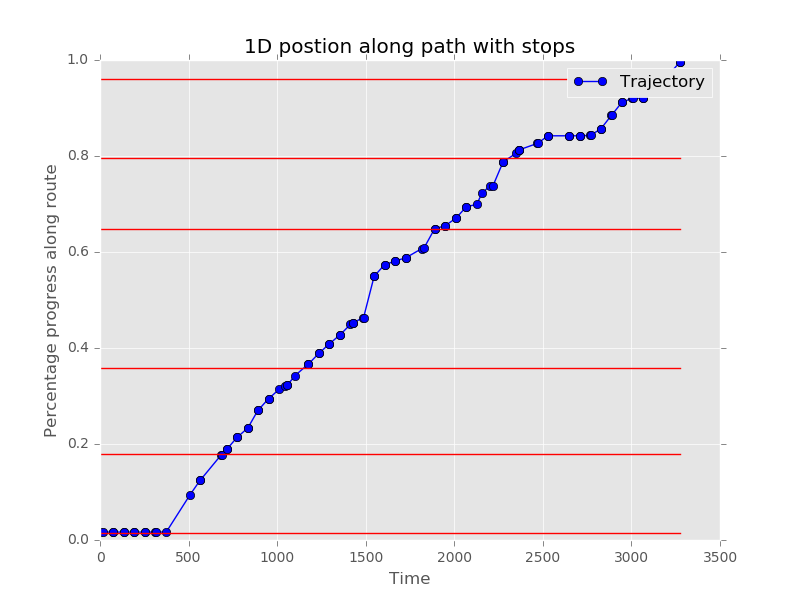 1D postion along path with stops
Trajectory
1.0
0.8
0.6
0.4
0.2
0.0
Percentage progress along route
0 500 1000 1500 2000 2500 3000 3500
Time